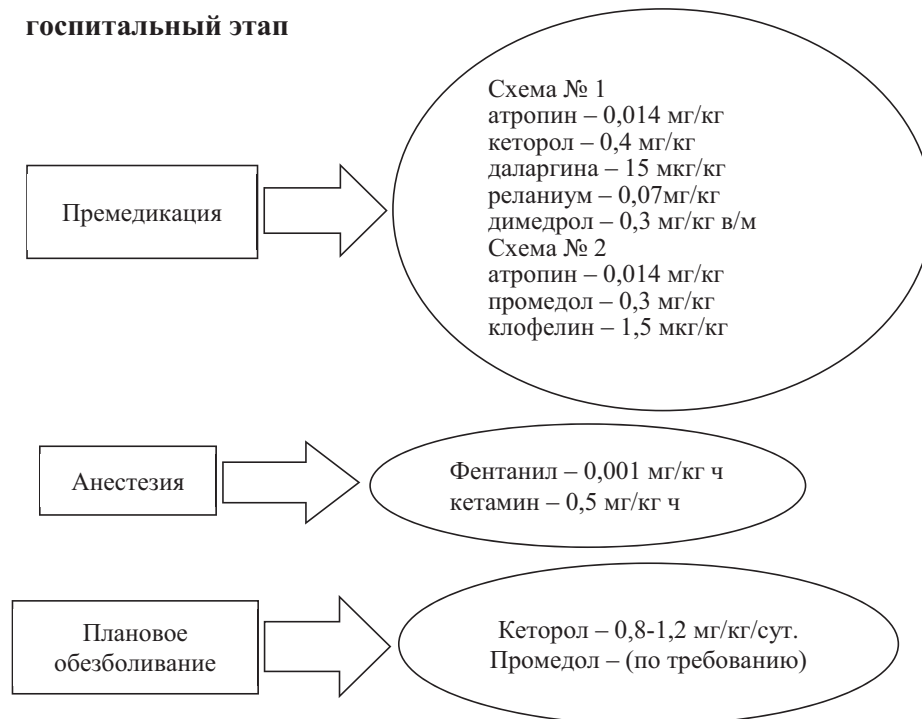 госпитальный этап
Премедикация
Схема № 1
атропин – 0,014 мг/кг
кеторол – 0,4 мг/кг
даларгина – 15 мкг/кг
реланиум – 0,07мг/кг
димедрол – 0,3 мг/кг в/м
Схема № 2
атропин – 0,014 мг/кг
промедол – 0,3 мг/кг
клофелин – 1,5 мкг/кг
Анестезия
Фентанил – 0,001 мг/кг ч
кетамин – 0,5 мг/кг ч
Плановое
обезболивание
Кеторол – 0,8-1,2 мг/кг/сут.
Промедол – (по требованию)